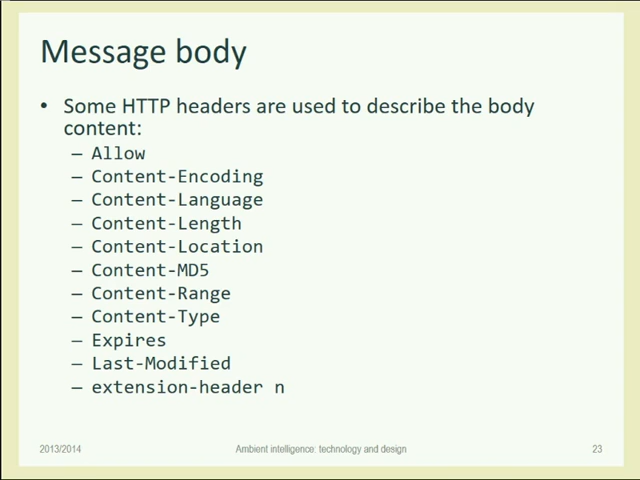 Message body
• Some HTTP headers are used to describe the body
content:
– Allow
– Content-Encoding
– Content-Language
– Content-Length
– Content-Location
– Content-MD5
– Content-Range
– Content-Type
– Expires
– Last-Modified
– extension-header n
2013/2014 Ambient intelligence: technology and design 23